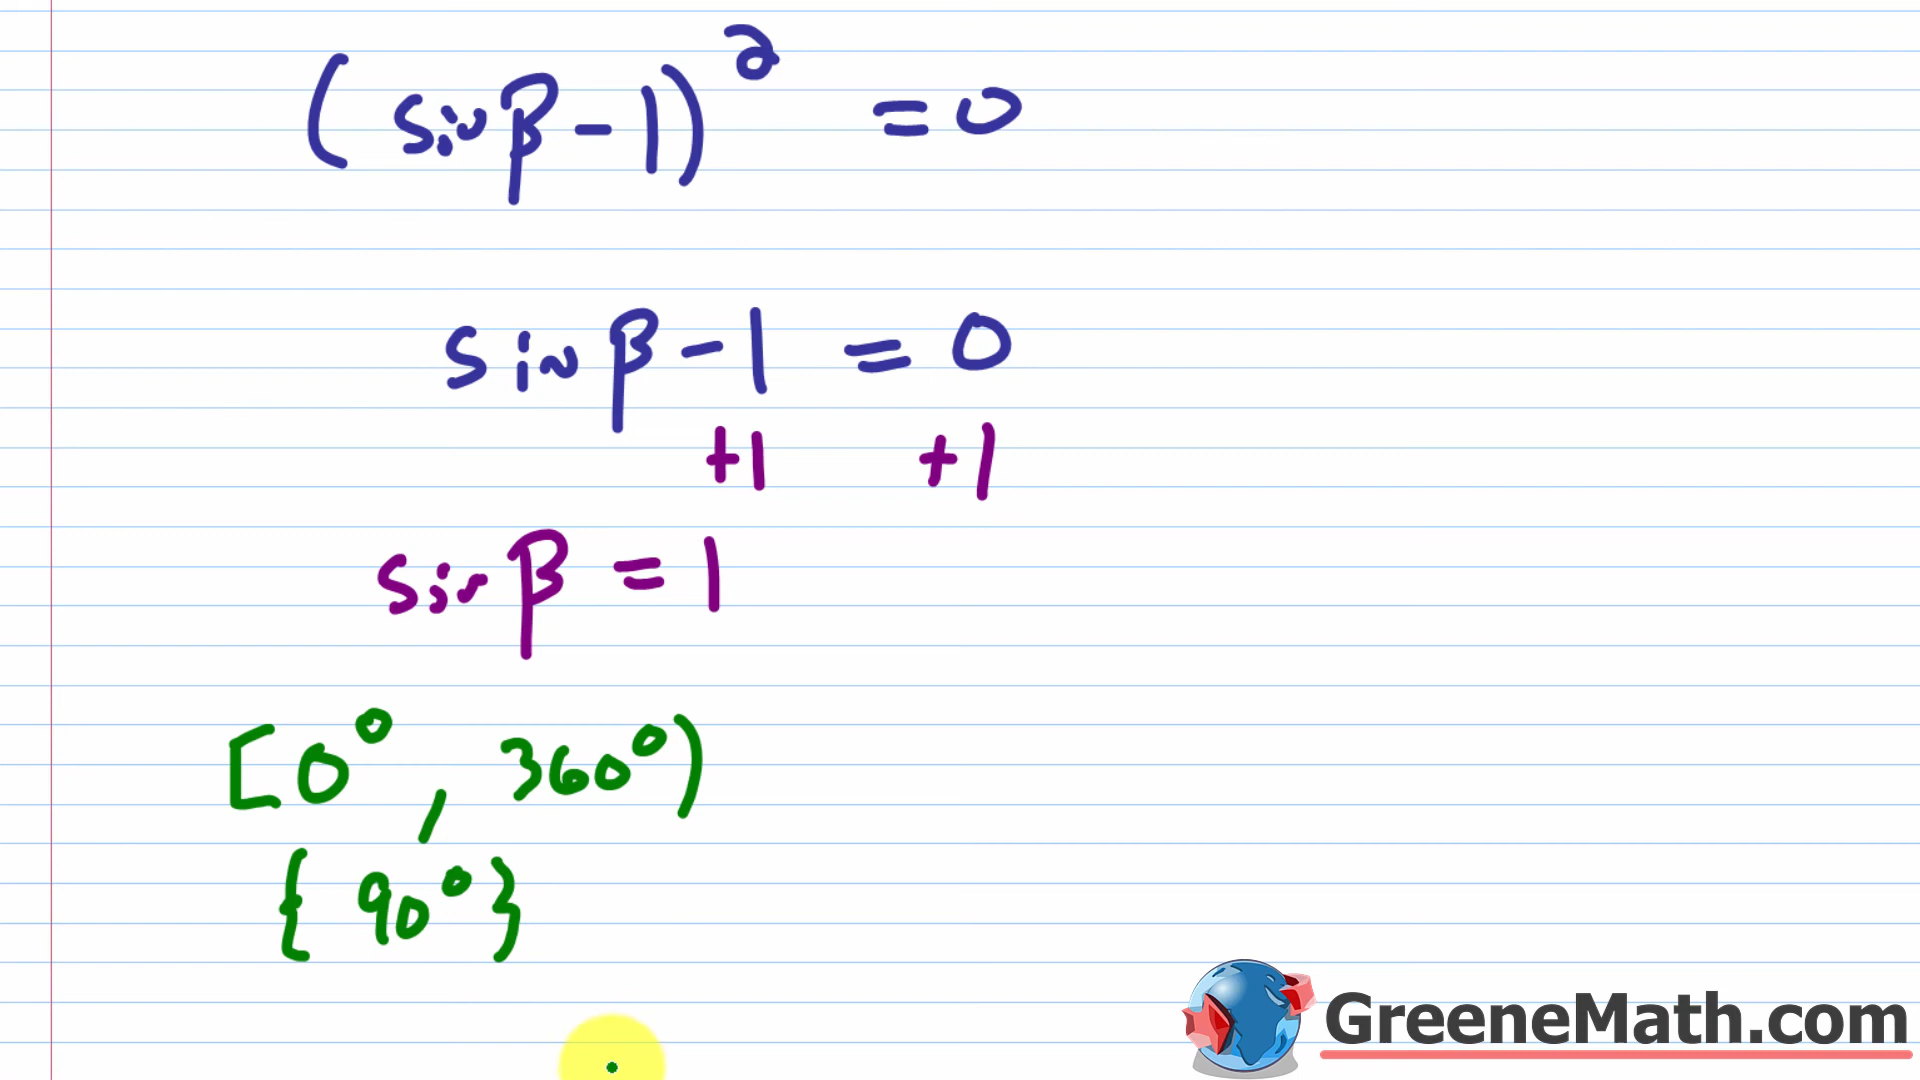 (sin β - 1)² = 0
sin β - 1 = 0
+1 +1
sin β = 1
[0°, 360°)
{90°}
GreeneMath.com